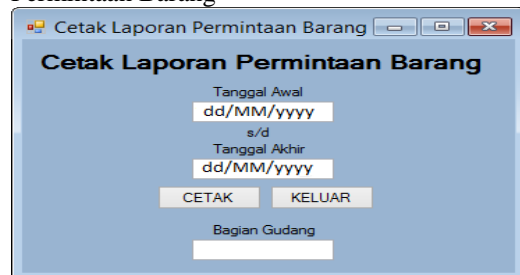 Permintaan Barang
Cetak Laporan Permintaan Barang
Cetak Laporan Permintaan Barang
Tanggal Awal
dd/MM/yyyy
s/d
Tanggal Akhir
dd/MM/yyyy
CETAK KELUAR
Bagian Gudang